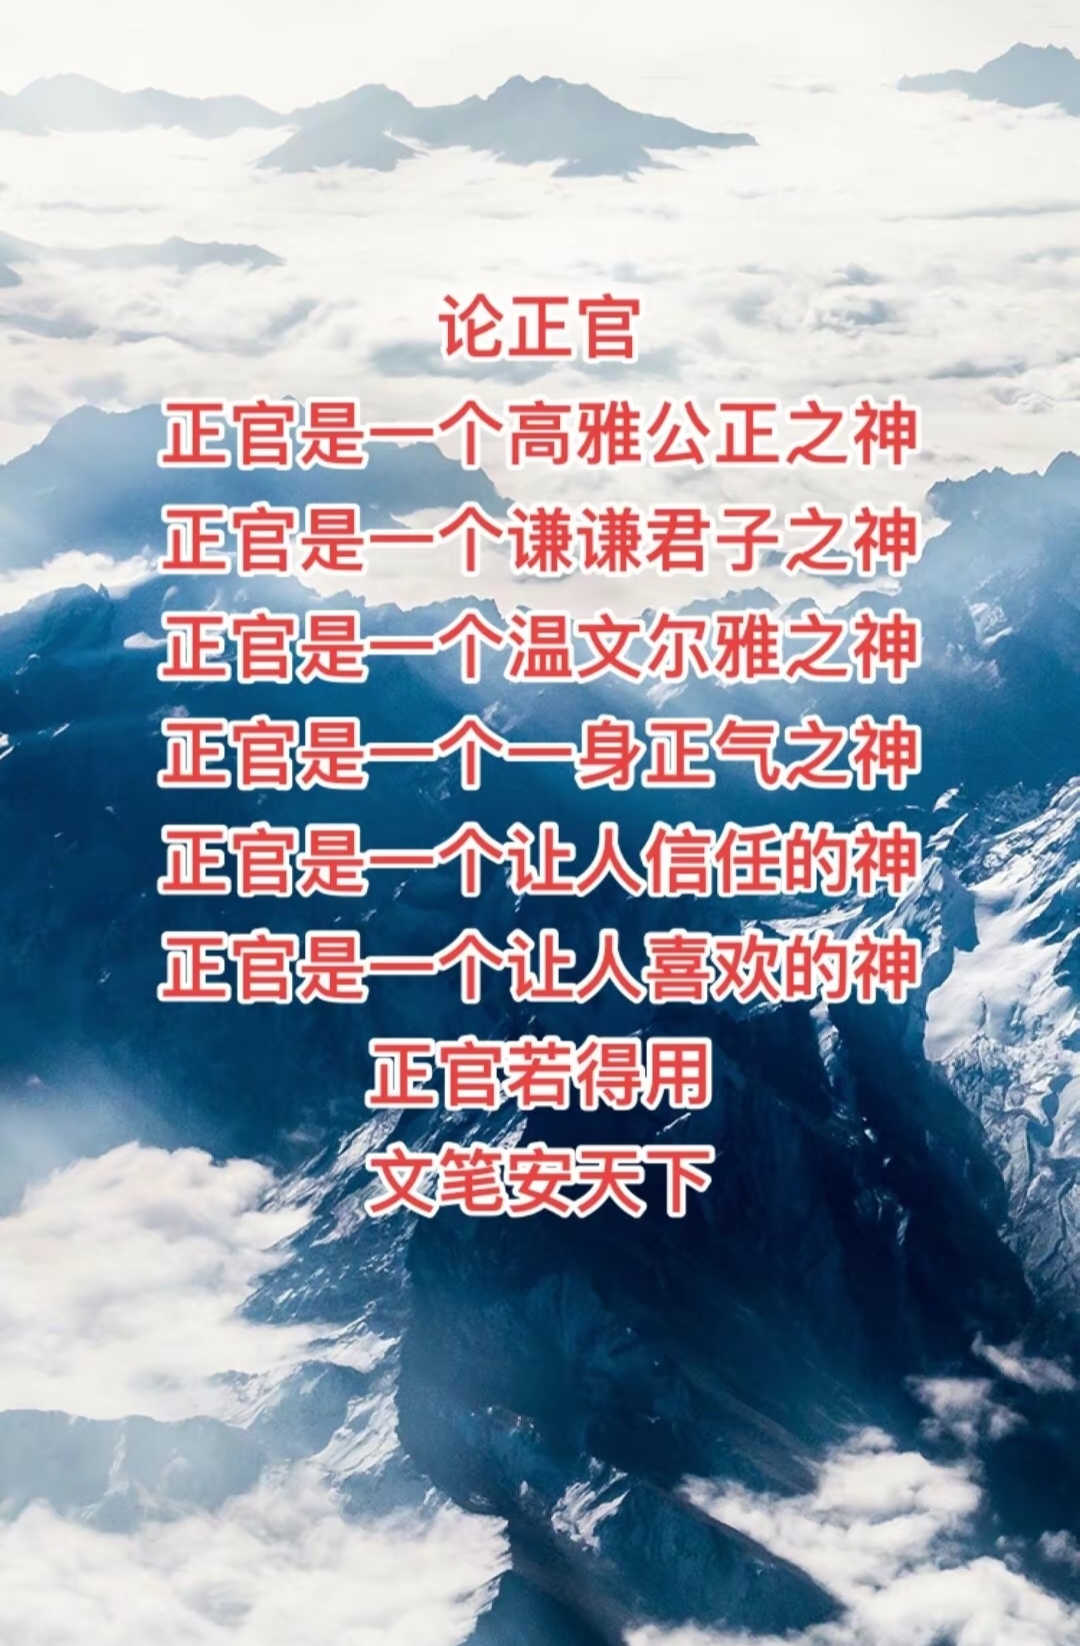 论正官
正官是一个高雅公正之神
正官是一个谦谦君子之神
正官是一个温文尔雅之神
正官是一个一身正气之神
正官是一个让人信任的神
正官是一个让人喜欢的神
正官若得用
文笔安天下